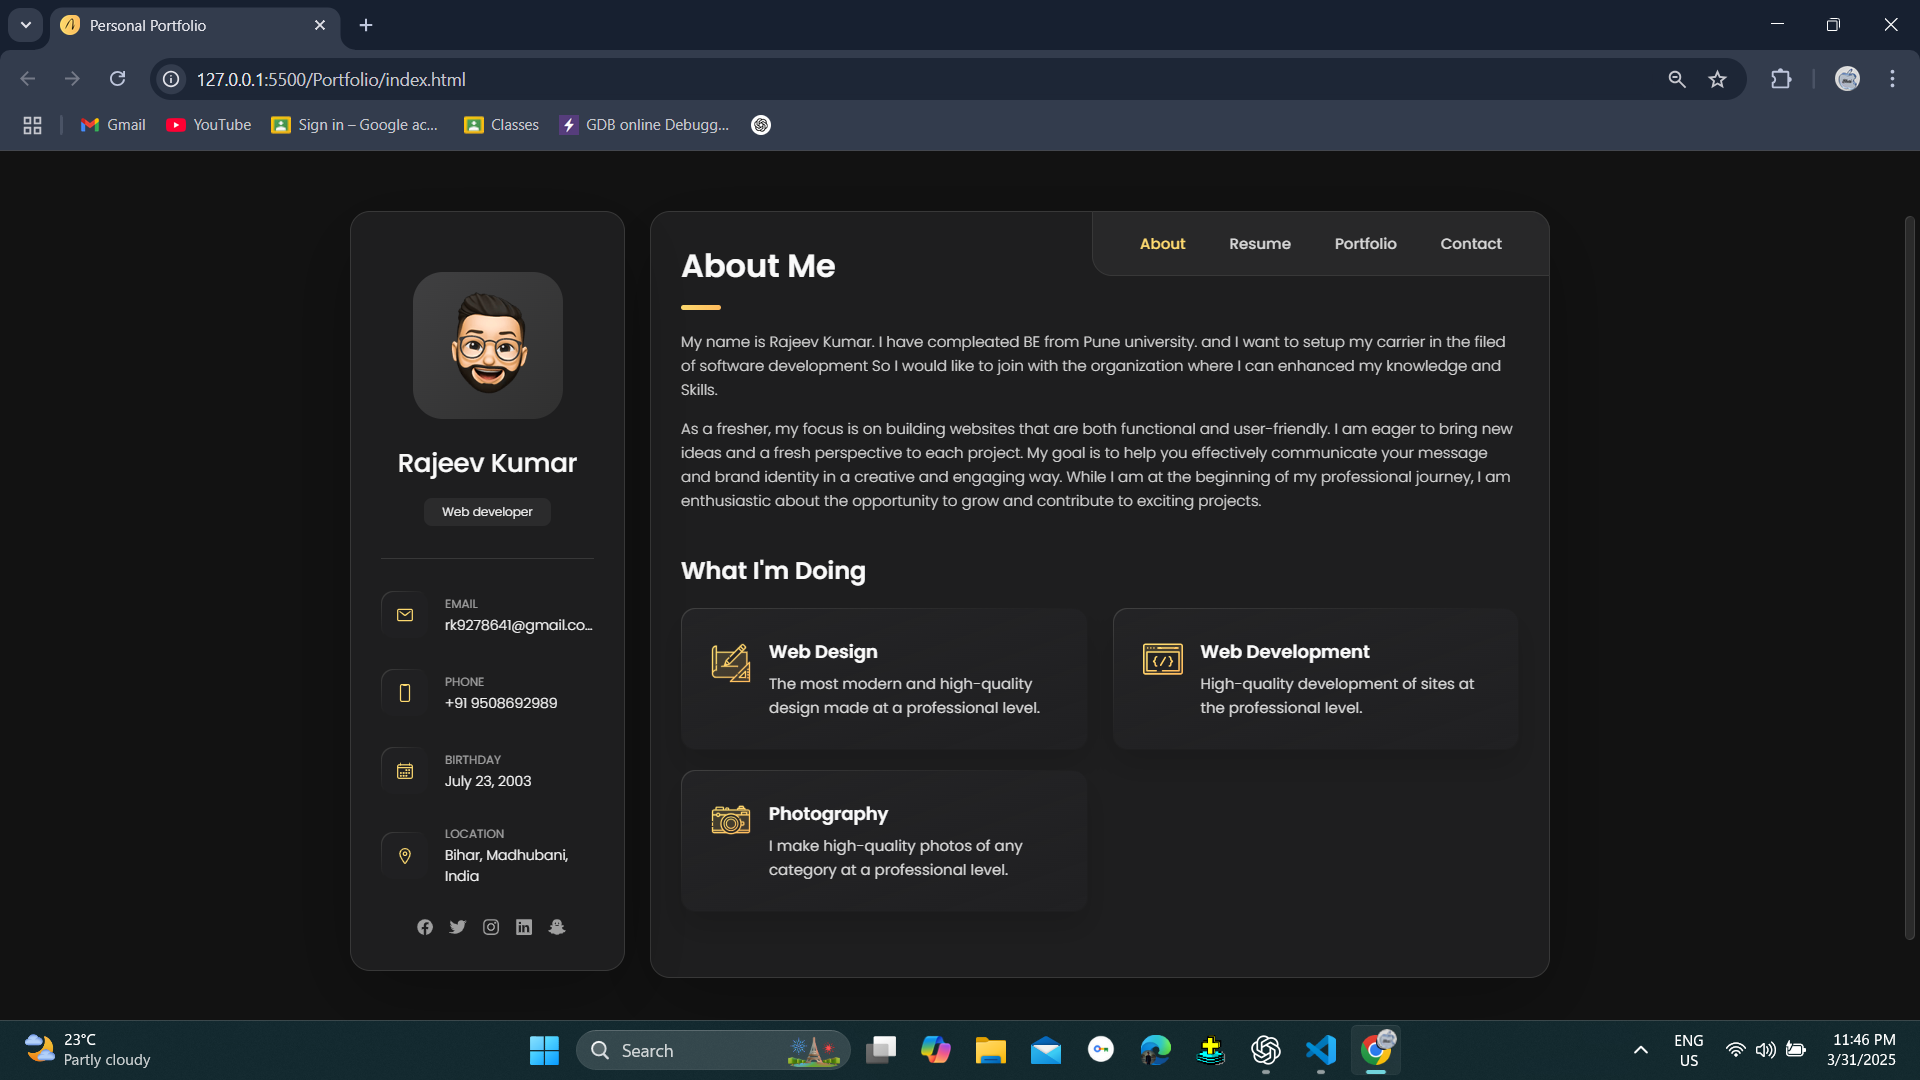 Personal Portfolio
127.0.0.1:5500/Portfolio/index.html
Gmail
YouTube
Sign in – Google ac...
Classes
GDB online Debugg...
About
Resume
Portfolio
Contact
Rajeev Kumar
Web developer
EMAIL
rk9278641@gmail.co...
PHONE
+91 9508692989
BIRTHDAY
July 23, 2003
LOCATION
Bihar, Madhubani,
India
About Me
My name is Rajeev Kumar. I have compleated BE from Pune university. and I want to setup my carrier in the filed
of software development So I would like to join with the organization where I can enhanced my knowledge and
Skills.
As a fresher, my focus is on building websites that are both functional and user-friendly. I am eager to bring new
ideas and a fresh perspective to each project. My goal is to help you effectively communicate your message
and brand identity in a creative and engaging way. While I am at the beginning of my professional journey, I am
enthusiastic about the opportunity to grow and contribute to exciting projects.
What I'm Doing
Web Design
The most modern and high-quality
design made at a professional level.
Web Development
High-quality development of sites at
the professional level.
Photography
I make high-quality photos of any
category at a professional level.
23°C
Partly cloudy
Search
ENG
US
11:46 PM
3/31/2025